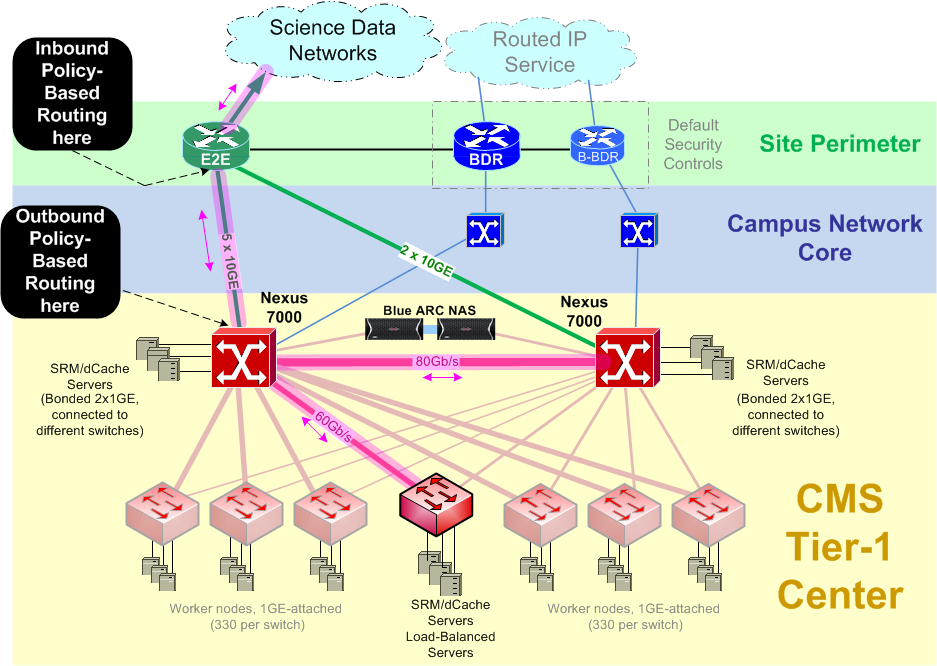 Science Data
Networks
Routed IP
Service
Inbound
Policy-
Based
Routing
here
E2E
BDR
B-BDR
Default
Security
Controls
Site Perimeter
Outbound
Policy-
Based
Routing
here
5 x 10GE
2 x 10GE
Campus Network
Core
Nexus
7000
Blue ARC NAS
Nexus
7000
80Gb/s
60Gb/s
SRM/dCache
Servers
(Bonded 2x1GE,
connected to
different switches)
SRM/dCache
Servers
(Bonded 2x1GE,
connected to
different switches)
CMS
Tier-1
Center
Worker nodes, 1GE-attached
(330 per switch)
SRM/dCache
Servers
Load-Balanced
Servers
Worker nodes, 1GE-attached
(330 per switch)